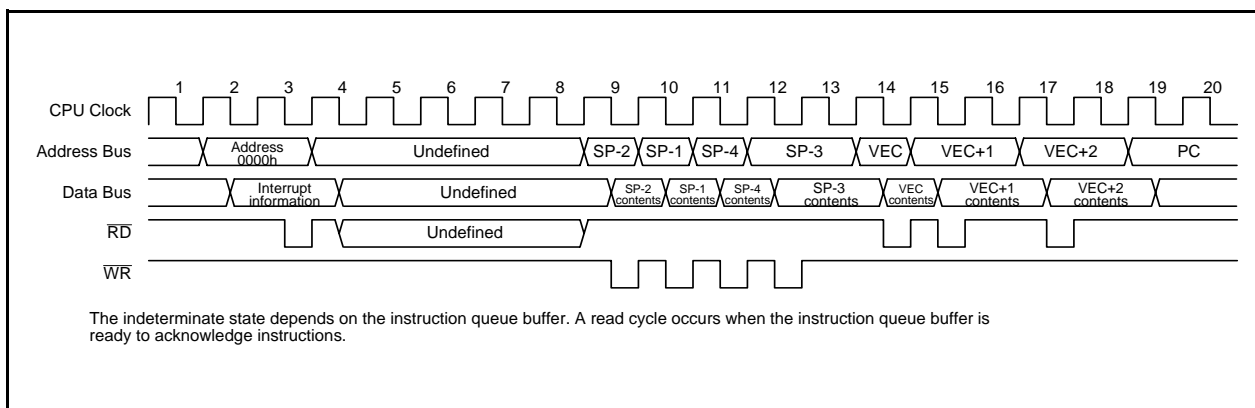 1 2 3 4 5 6 7 8 9 10 11 12 13 14 15 16 17 18 19 20
CPU Clock
Address Bus
Address
0000h
Undefined
SP-2
SP-1
SP-4
SP-3
VEC
VEC+1
VEC+2
PC
Data Bus
Interrupt
information
Undefined
SP-2
contents
SP-1
contents
SP-4
contents
SP-3
contents
VEC
contents
VEC+1
contents
VEC+2
contents
RD
Undefined
WR
The indeterminate state depends on the instruction queue buffer. A read cycle occurs when the instruction queue buffer is
ready to acknowledge instructions.